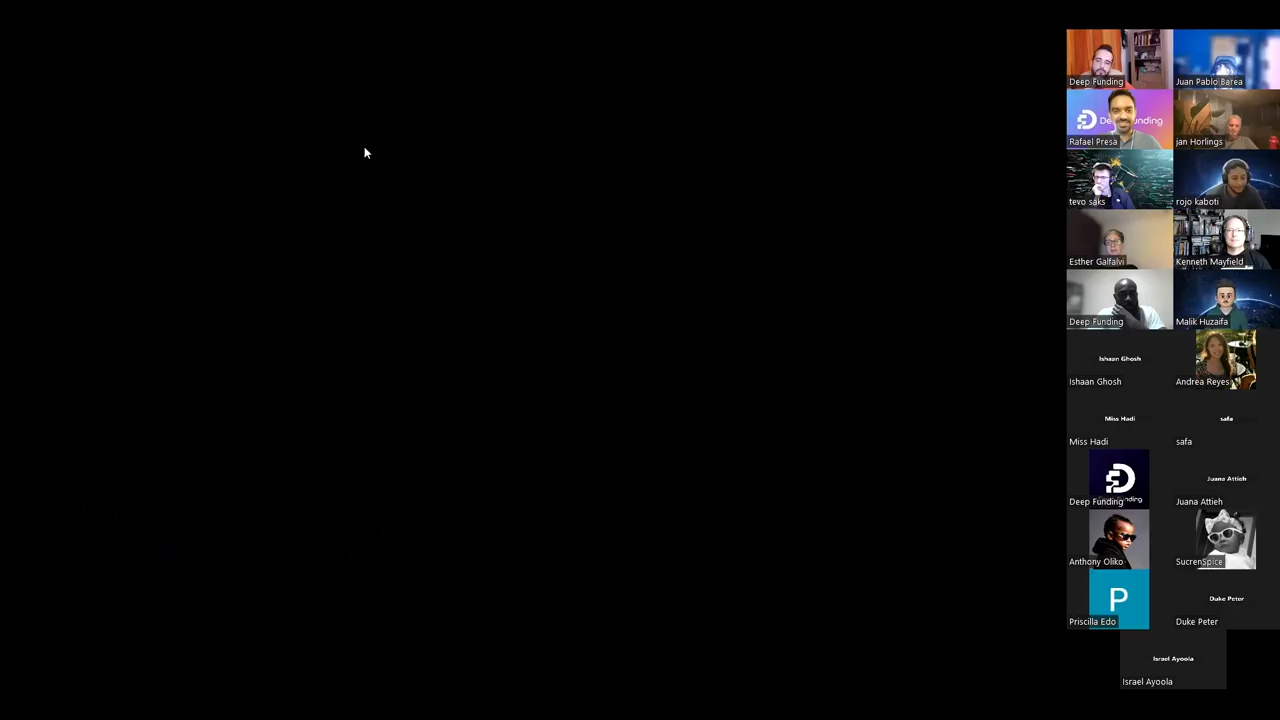 Deep Funding
Juan Pablo Barea
Deep Funding
Rafael Presa
jan Horlings
tevo saks
rojo kaboti
Esther Galfalvi
Kenneth Mayfield
Deep Funding
Malik Huzaifa
Ishaan Ghosh
Ishaan Ghosh
Andrea Reyes
Miss Hadi
safa
Miss Hadi
safa
Juana Attieh
Deep Funding
Juana Attieh
Anthony Oliko
SucrenSpice
P
Duke Peter
Priscilla Edo
Duke Peter
Israel Ayoola
Israel Ayoola